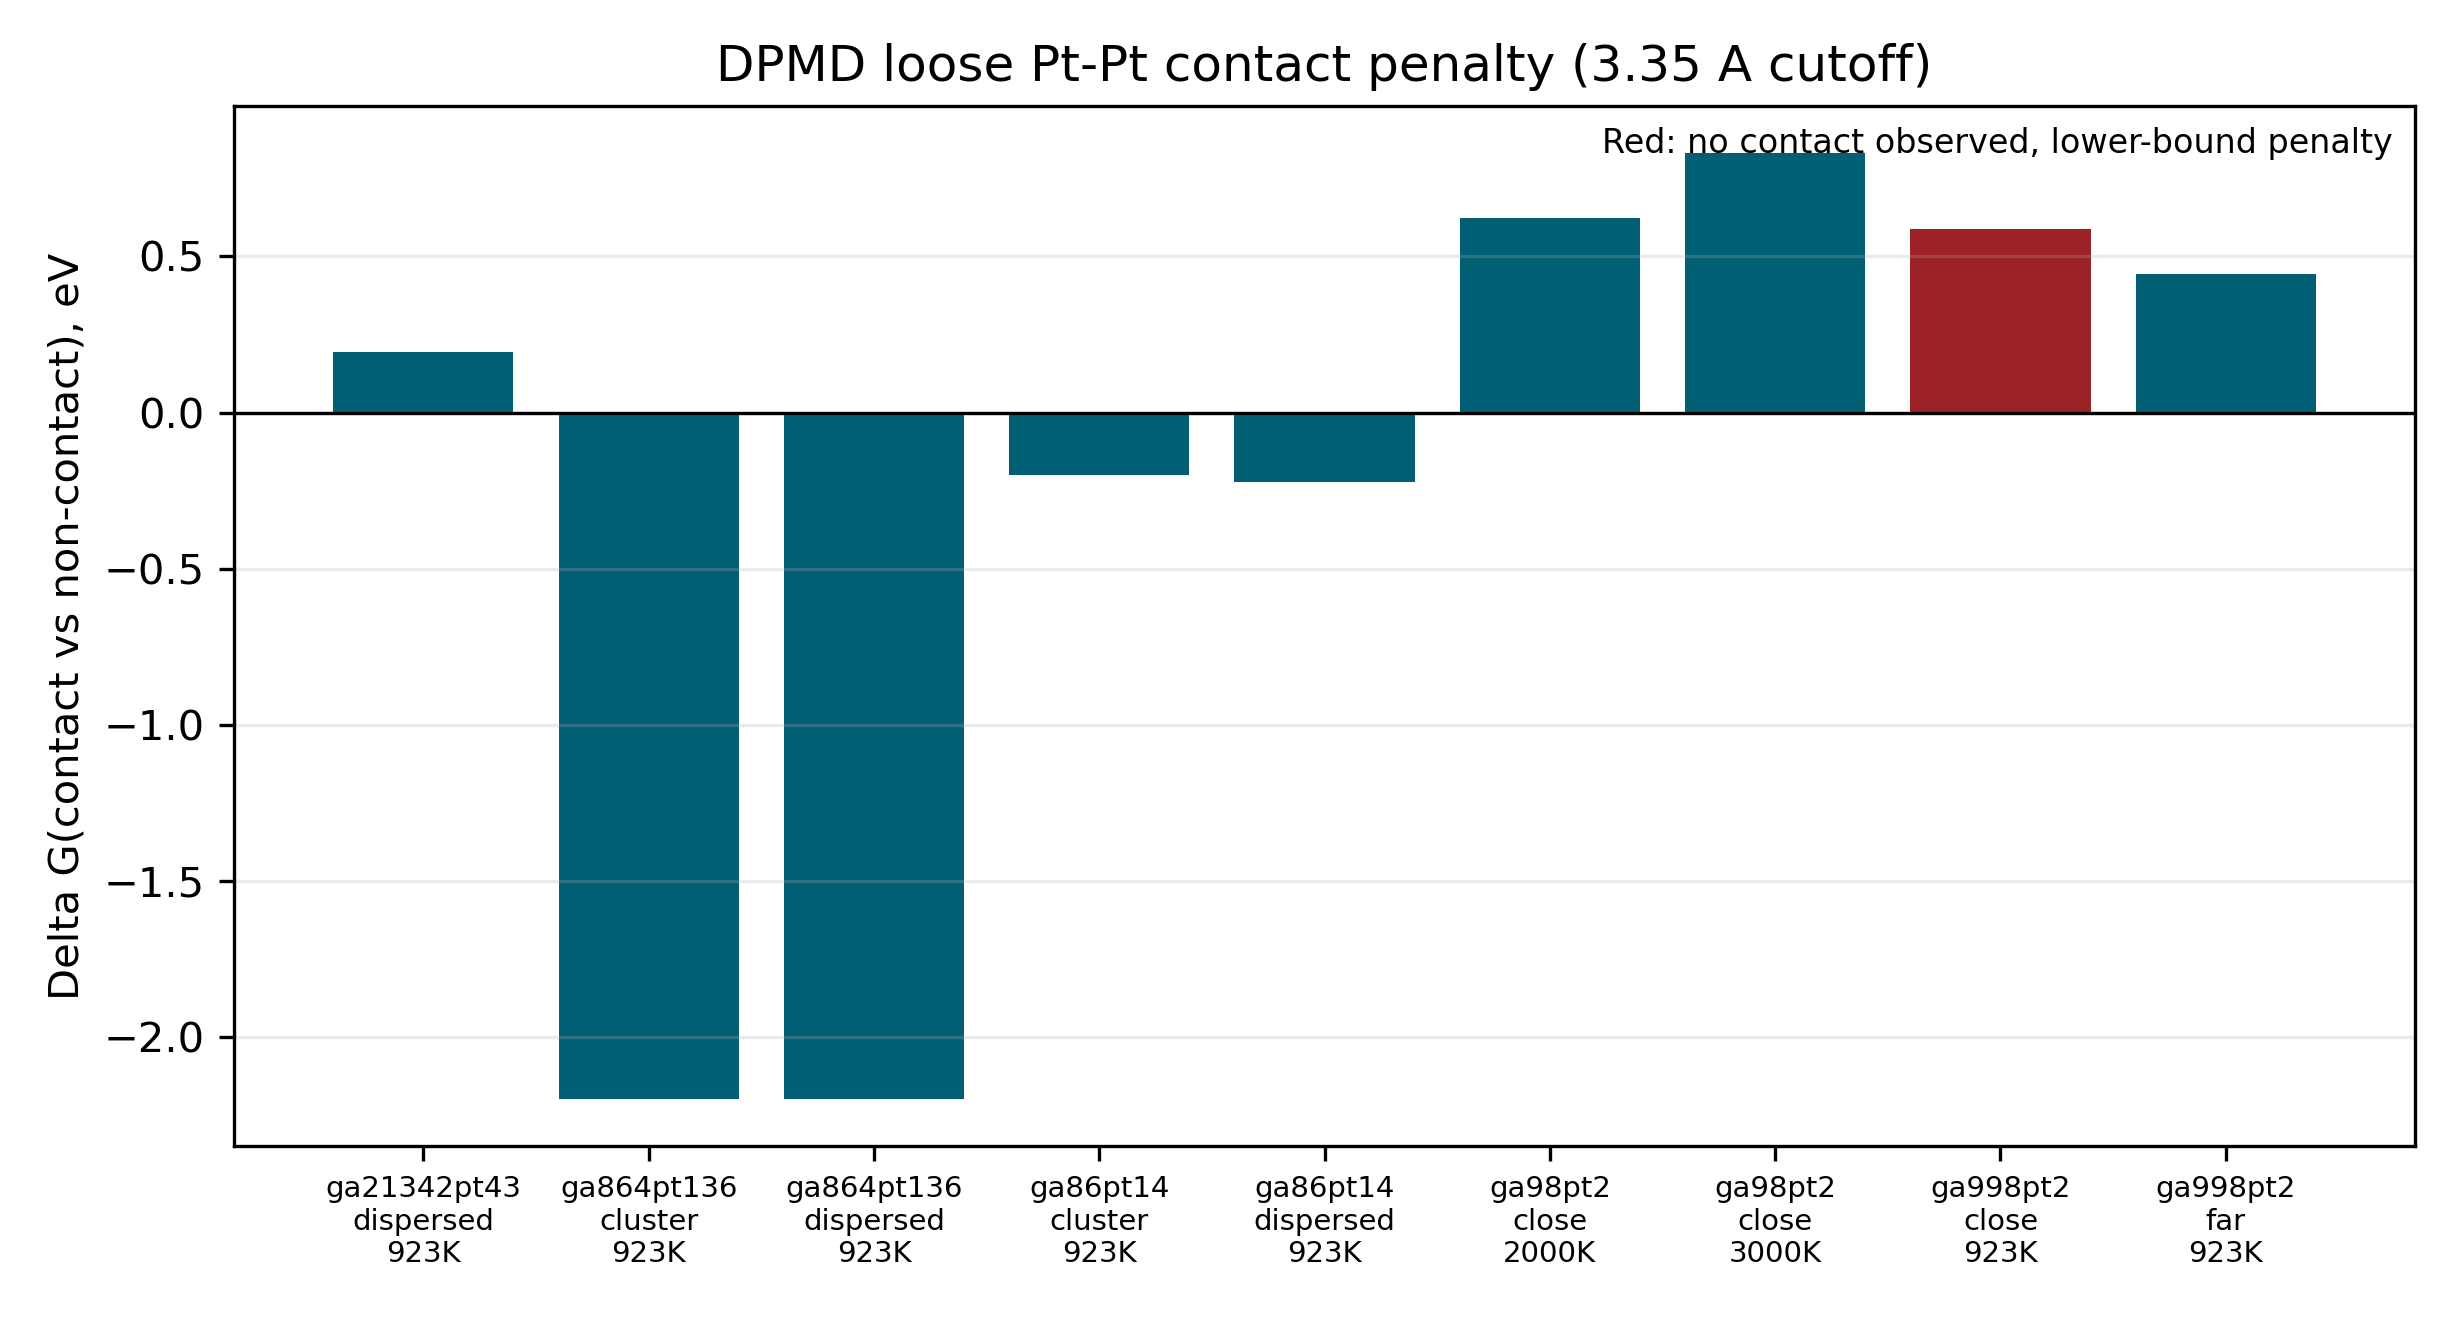 DPMD loose Pt-Pt contact penalty (3.35 A cutoff)
Red: no contact observed, lower-bound penalty
Delta G(contact vs non-contact), eV
0.5
0.0
−0.5
−1.0
−1.5
−2.0
ga21342pt43
dispersed
923K
ga864pt136
cluster
923K
ga864pt136
dispersed
923K
ga86pt14
cluster
923K
ga86pt14
dispersed
923K
ga98pt2
close
2000K
ga98pt2
close
3000K
ga998pt2
close
923K
ga998pt2
far
923K